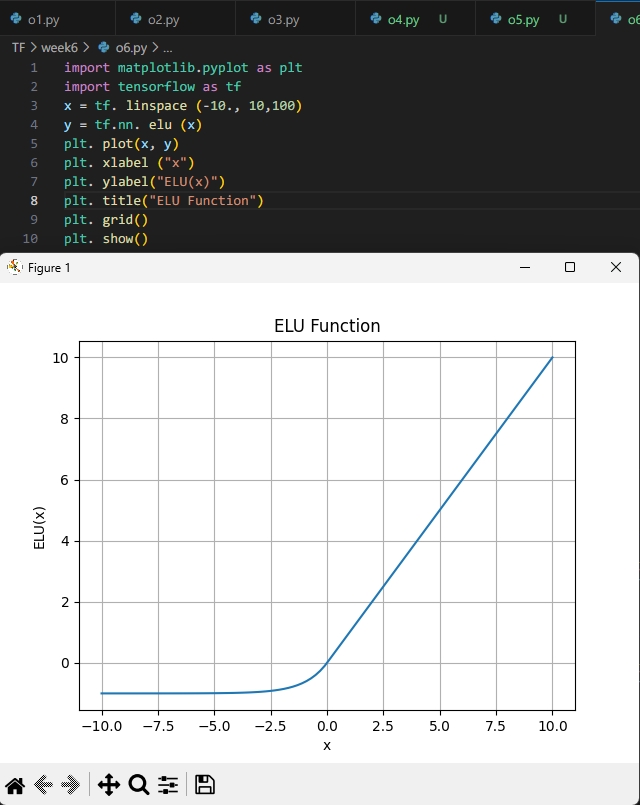 o1.py o2.py o3.py o4.py U o5.py U o6
TF > week6 > o6.py > ...
1 import matplotlib.pyplot as plt
2 import tensorflow as tf
3 x = tf. linspace (-10., 10,100)
4 y = tf.nn. elu (x)
5 plt. plot(x, y)
6 plt. xlabel ("x")
7 plt. ylabel("ELU(x)")
8 plt. title("ELU Function")
9 plt. grid()
10 plt. show()
Figure 1
ELU Function
10
8
6
4
2
0
ELU(x)
−10.0 −7.5 −5.0 −2.5 0.0 2.5 5.0 7.5 10.0
x